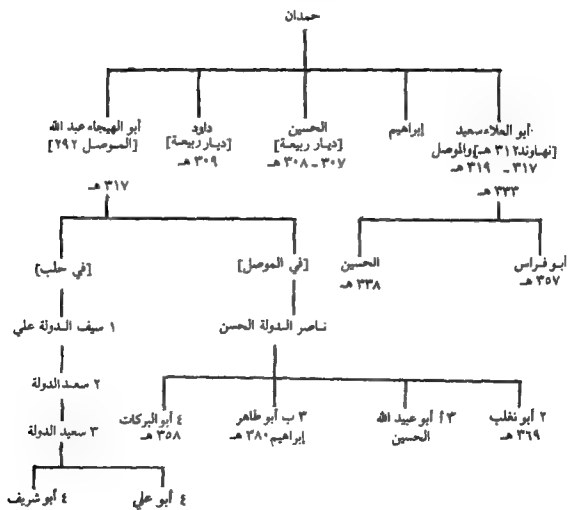 حمدان
أبو العلاء سعيد
[نهاوند ٣١٢ هـ] والموصل
٣١٧ ـ ٣١٩ هـ
٣٣٣ هـ
إبراهيم
الحسين
[ديار ربيعة]
٣٠٧ ـ ٣٠٨ هـ
داود
[ديار ربيعة]
٣٠٩ هـ
أبو الهيجاء عبد الله
[الموصل ٢٩٢]
٣١٧ هـ
أبو فراس
٣٥٧ هـ
الحسين
٣٣٨ هـ
[في الموصل]
[في حلب]
ناصر الدولة الحسن
١ سيف الدولة علي
٢ سعد الدولة
٣ سعيد الدولة
٢ أبو نغلب
٣٦٩ هـ
٣ أ أبو عبيد الله
الحسين
٣ ب أبو طاهر
إبراهيم ٣٨٠ هـ
٤ أبو البركات
٣٥٨ هـ
٤ أبو علي
٤ أبو شريف